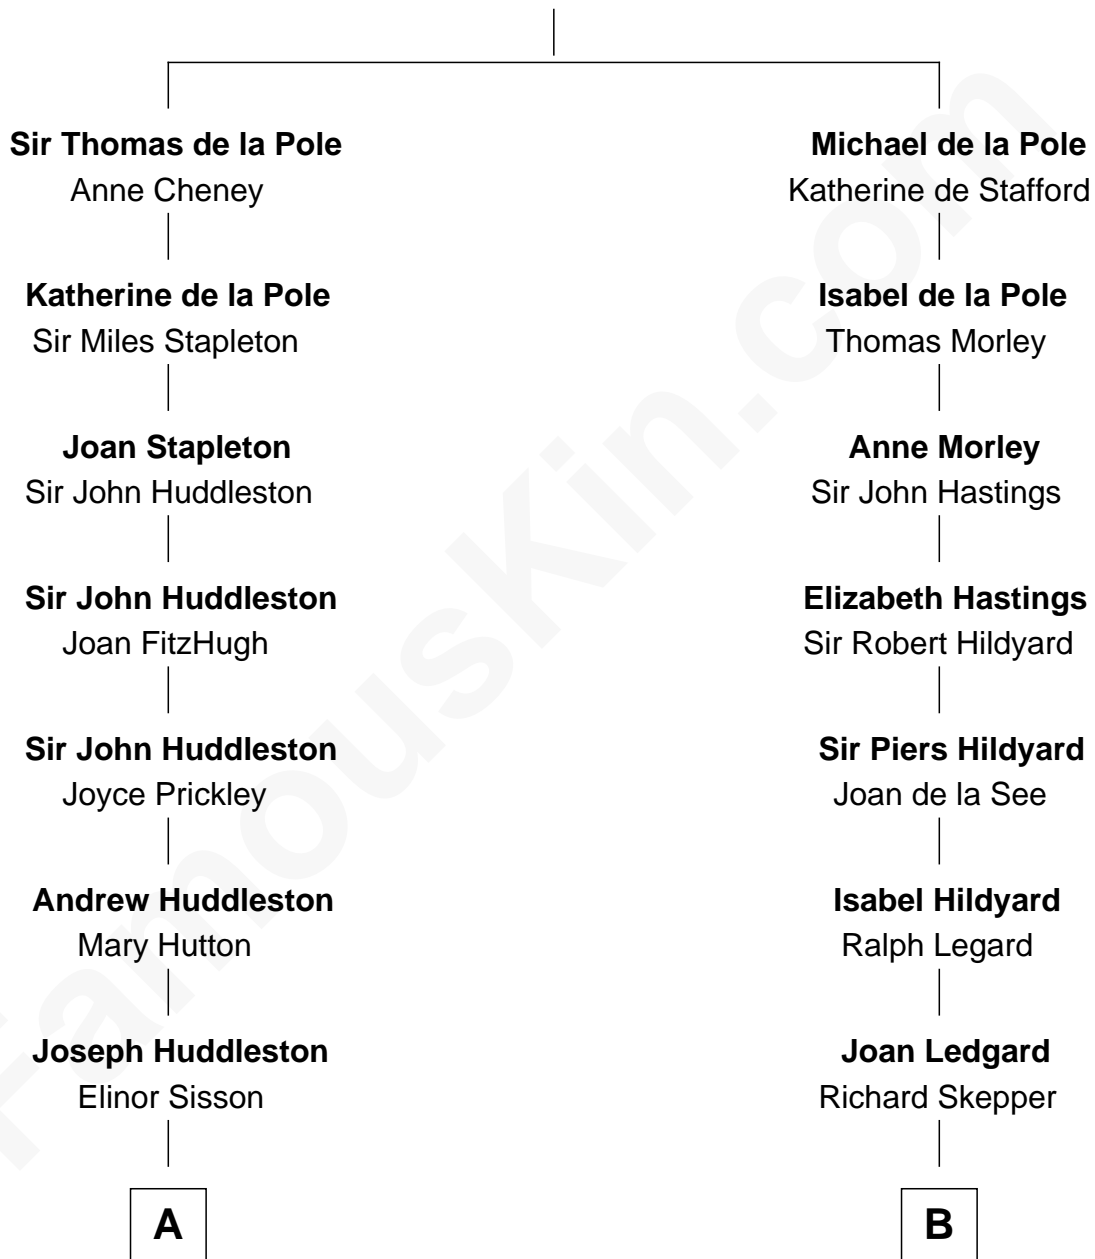 Sir Thomas de la Pole
Anne Cheney
Michael de la Pole
Katherine de Stafford
Katherine de la Pole
Sir Miles Stapleton
Isabel de la Pole
Thomas Morley
Joan Stapleton
Sir John Huddleston
Anne Morley
Sir John Hastings
Sir John Huddleston
Joan FitzHugh
Elizabeth Hastings
Sir Robert Hildyard
Sir John Huddleston
Joyce Prickley
Sir Piers Hildyard
Joan de la See
Andrew Huddleston
Mary Hutton
Isabel Hildyard
Ralph Legard
Joseph Huddleston
Elinor Sisson
Joan Ledgard
Richard Skepper
A
B
FamousKin.com